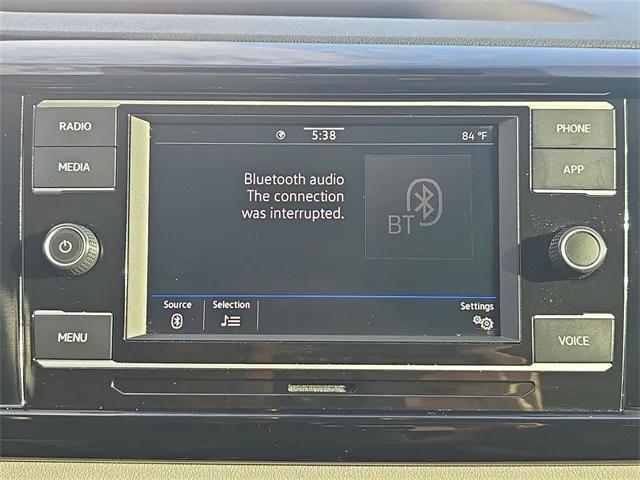 RADIO
MEDIA
MENU
5:38
84 °F
Bluetooth audio
The connection
was interrupted.
BT
Source
Selection
Settings
PHONE
APP
VOICE